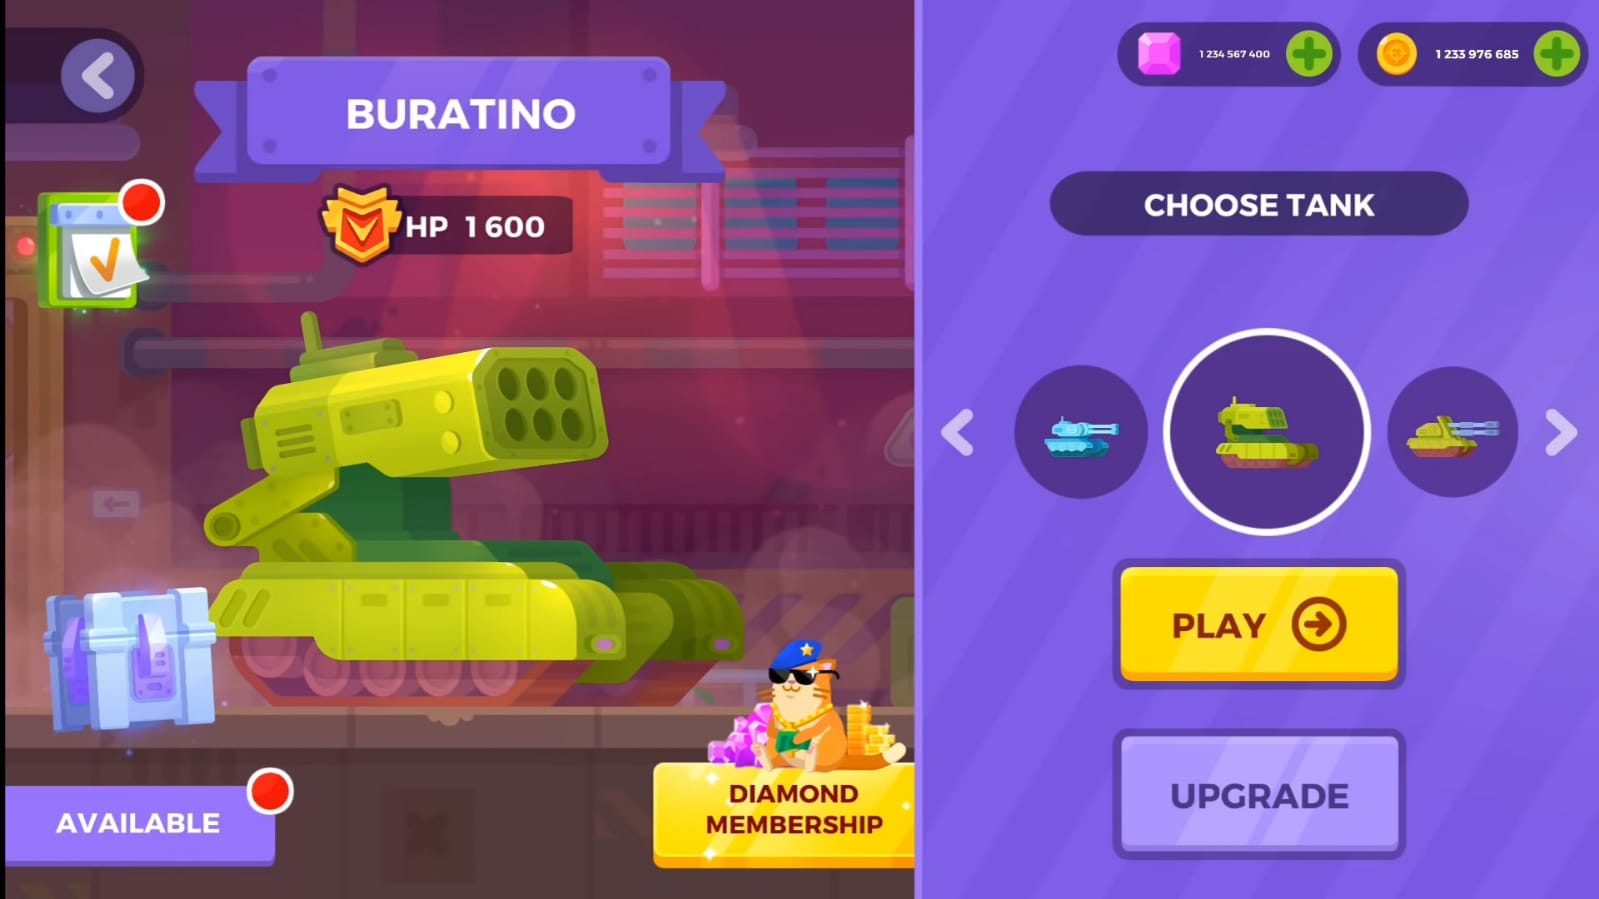 BURATINO
HP 1600
AVAILABLE
DIAMOND
MEMBERSHIP
1 234 567 400
1 233 976 685
CHOOSE TANK
PLAY
UPGRADE